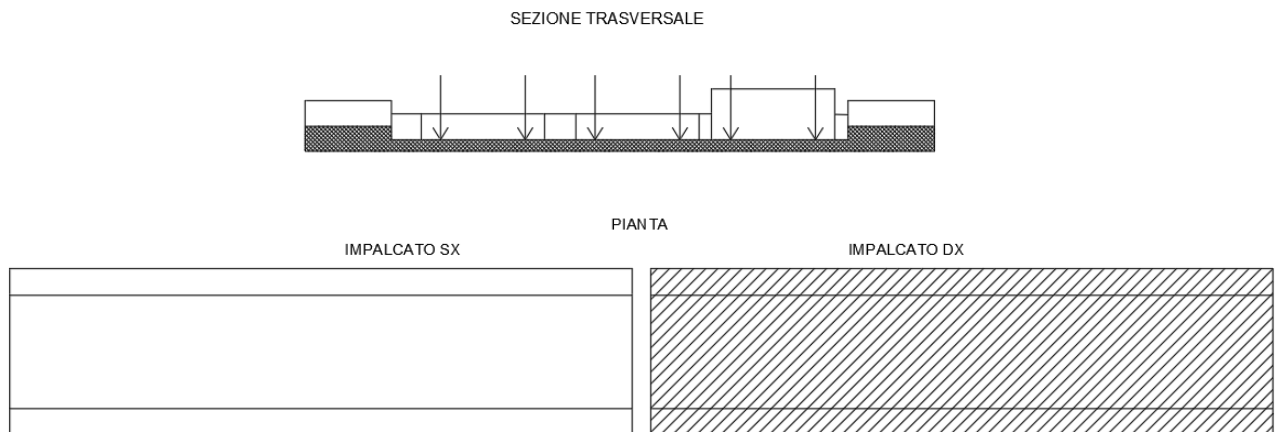 SEZIONE TRASVERSALE
PIANTA
IMPALCATO SX
IMPALCATO DX